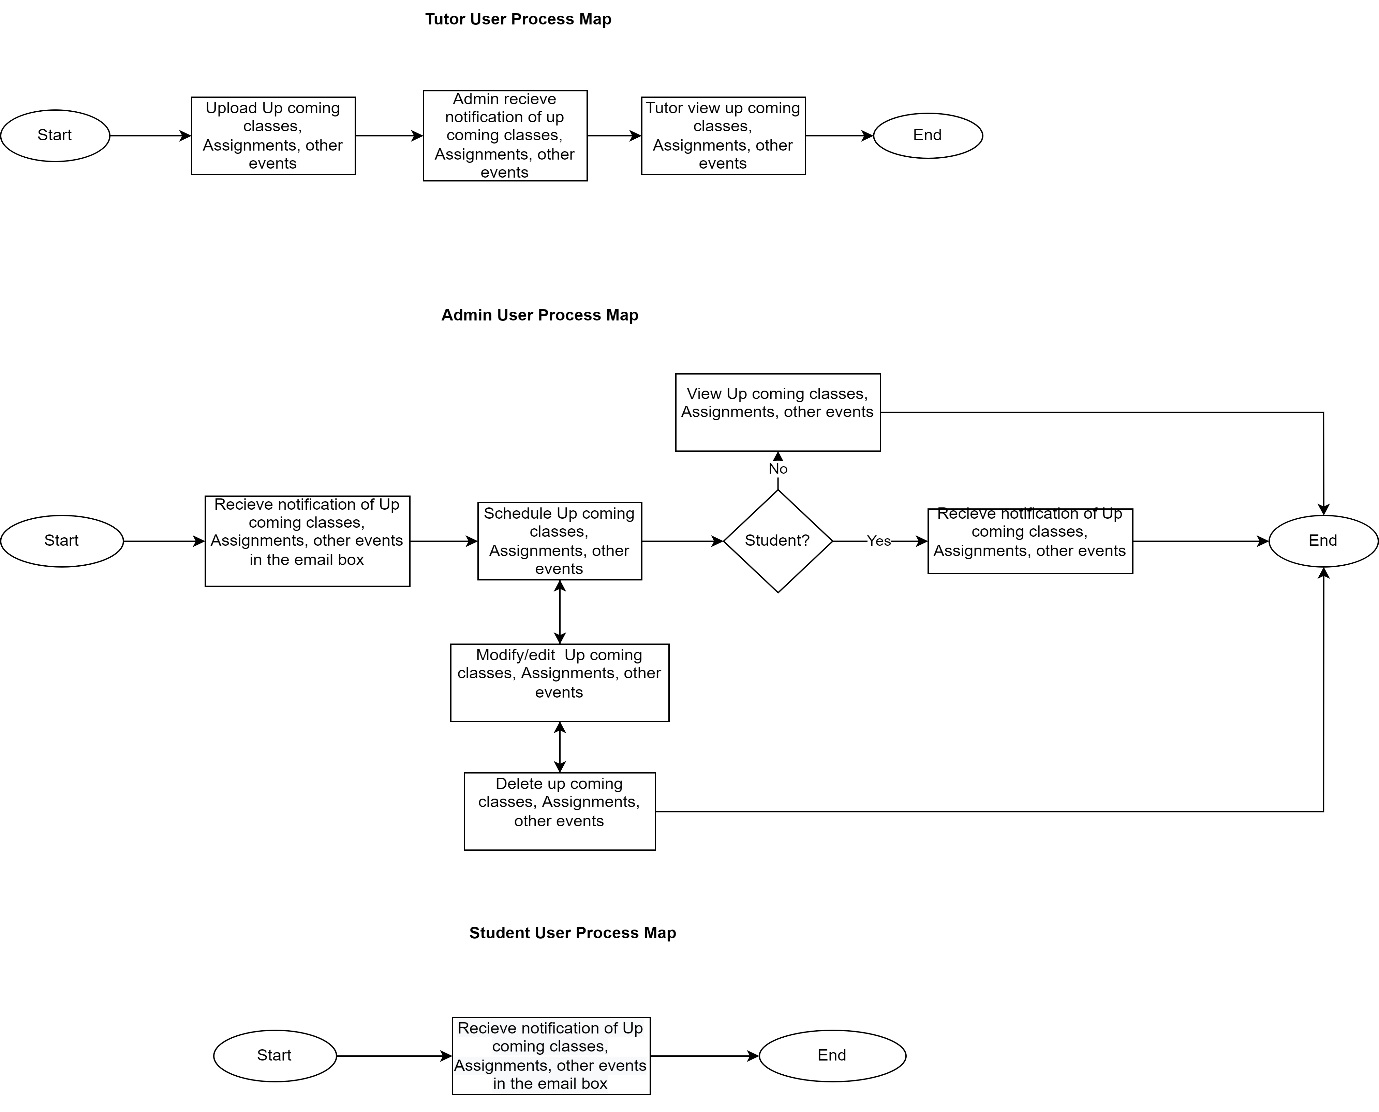 Tutor User Process Map
Start
Upload Up coming
classes,
Assignments, other
events
Admin recieve
notification of up
coming classes,
Assignments, other
events
Tutor view up coming
classes,
Assignments, other
events
End
Admin User Process Map
View Up coming classes,
Assignments, other events
No
Start
Recieve notification of Up
coming classes,
Assignments, other events
in the email box
Schedule Up coming
classes,
Assignments, other
events
Student?
Yes
Recieve notification of Up
coming classes,
Assignments, other events
End
Modify/edit  Up coming
classes, Assignments, other
events
Delete up coming
classes, Assignments,
other events
Student User Process Map
Start
Recieve notification of Up
coming classes,
Assignments, other events
in the email box
End